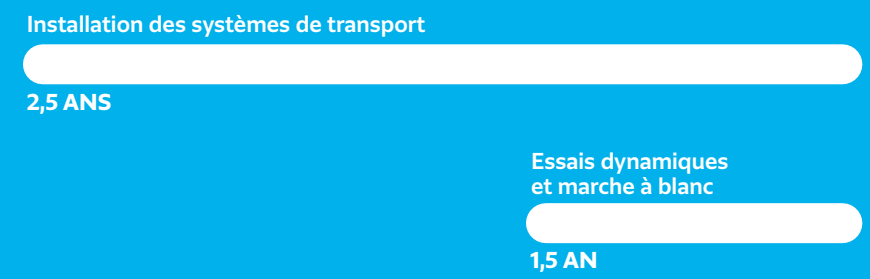 Installation des systèmes de transport
2,5 ANS
Essais dynamiques
et marche à blanc
1,5 AN